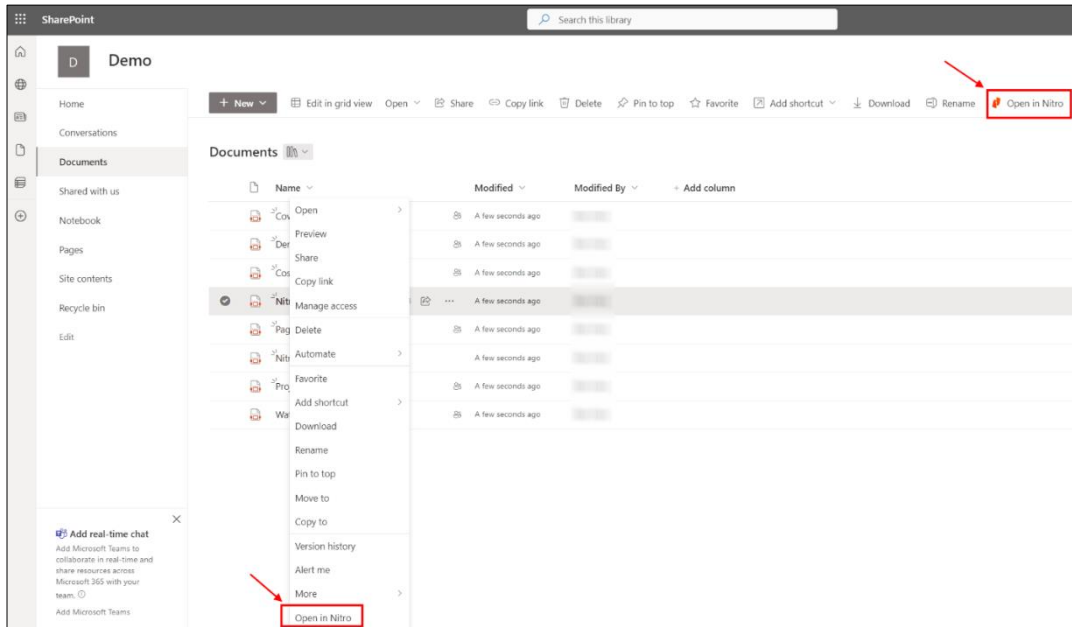 SharePoint
Search this library
D
Demo
Home
Conversations
Documents
Shared with us
Notebook
Pages
Site contents
Recycle bin
Edit
+ New
Edit in grid view
Open
Share
Copy link
Delete
Pin to top
Favorite
Add shortcut
Download
Rename
Open in Nitro
Documents
Name
Modified
Modified By
+ Add column
A few seconds ago
A few seconds ago
A few seconds ago
A few seconds ago
A few seconds ago
A few seconds ago
A few seconds ago
A few seconds ago
Open
Preview
Share
Copy link
Manage access
Delete
Automate
Favorite
Add shortcut
Download
Rename
Pin to top
Move to
Copy to
Version history
Alert me
More
Open in Nitro
Add real-time chat
Add Microsoft Teams to
collaborate in real-time and
share resources across
Microsoft 365 with your
team.
Add Microsoft Teams